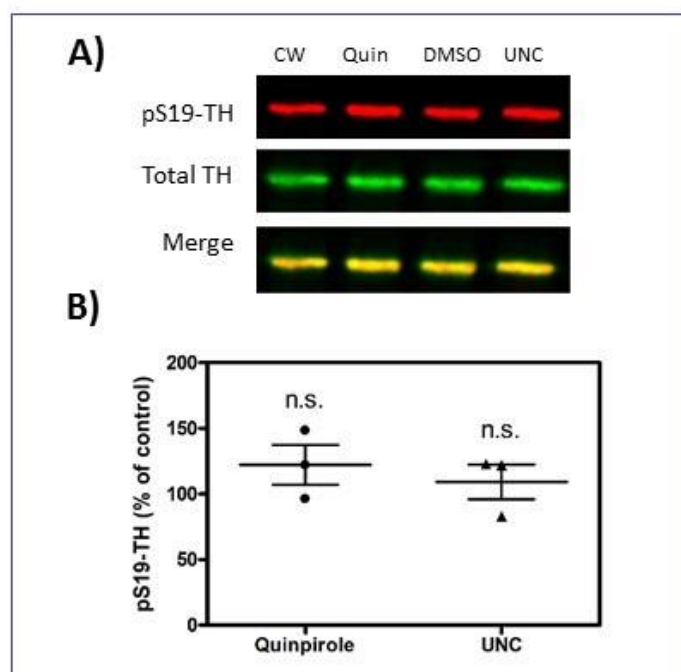 A)
CW Quin DMSO UNC
pS19-TH
Total TH
Merge
B)
200
150
100
50
0
pS19-TH (% of control)
n.s.
n.s.
Quinpirole UNC